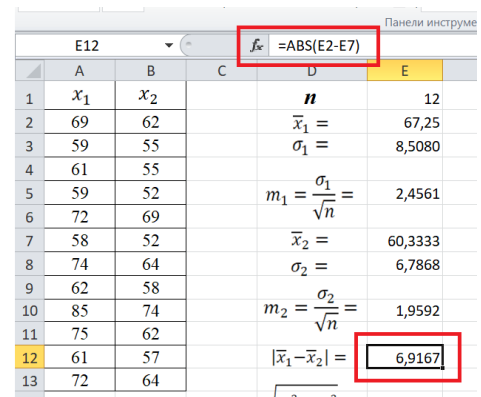 Панели инструме
E12 fx =ABS(E2-E7)
A B C D E
1 x₁ x₂ n 12
2 69 62 x̅₁ = 67,25
3 59 55 σ₁ = 8,5080
4 61 55
5 59 52 m₁ = σ₁/√n = 2,4561
6 72 69
7 58 52 x̅₂ = 60,3333
8 74 64 σ₂ = 6,7868
9 62 58
10 85 74 m₂ = σ₂/√n = 1,9592
11 75 62
12 61 57 |x̅₁−x̅₂| = 6,9167
13 72 64